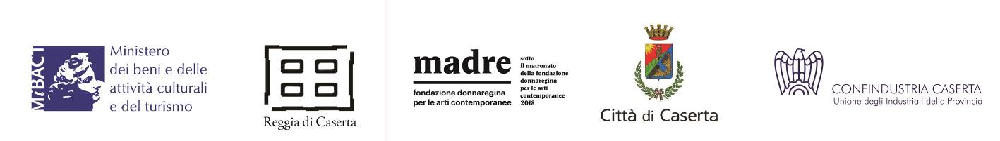 MiBACT
Ministero
dei beni e delle
attività culturali
e del turismo
Reggia di Caserta
madre
fondazione donnaregina
per le arti contemporanee
sotto
il matronato
della fondazione
donnaregina
per le arti
contemporanee
2018
Città di Caserta
CONFINDUSTRIA CASERTA
Unione degli Industriali della Provincia